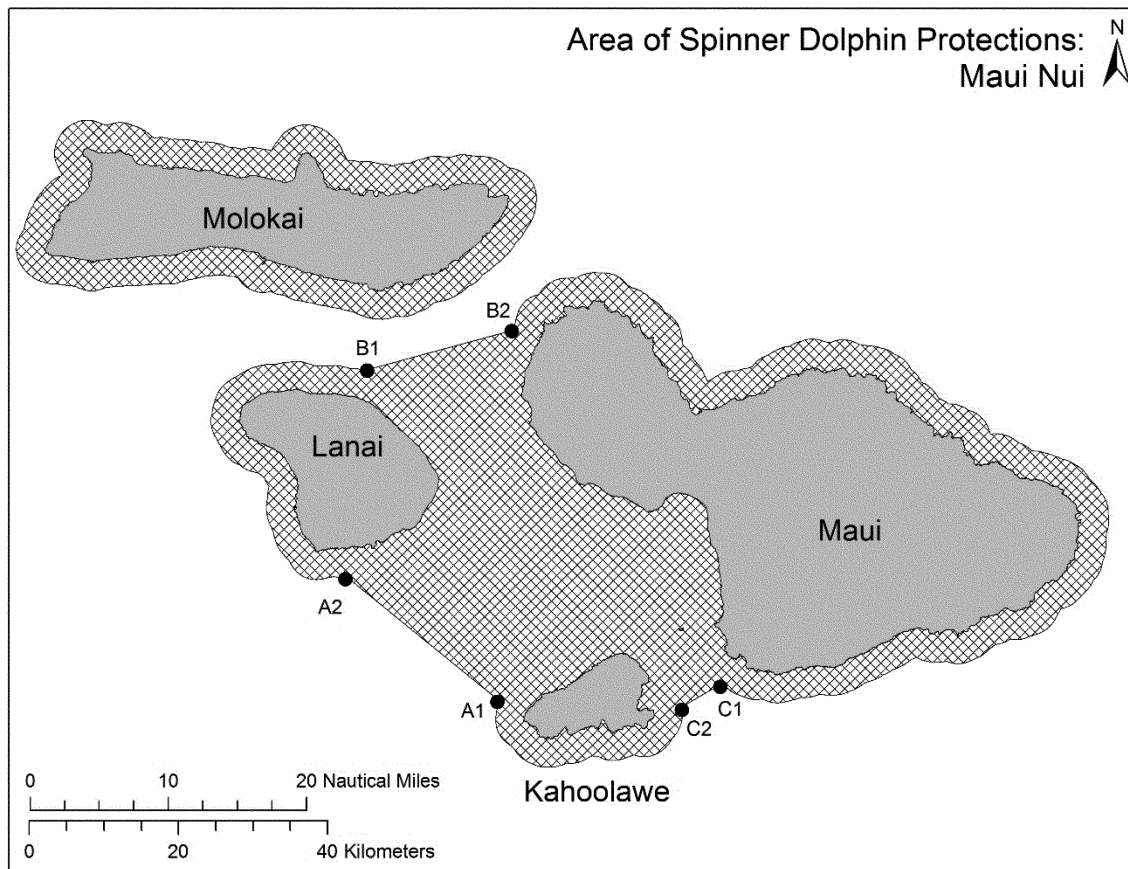 Area of Spinner Dolphin Protections:
Maui Nui
N
Molokai
B2
B1
Lanai
Maui
A2
A1
C1
C2
Kahoolawe
0 10 20 Nautical Miles
0 20 40 Kilometers